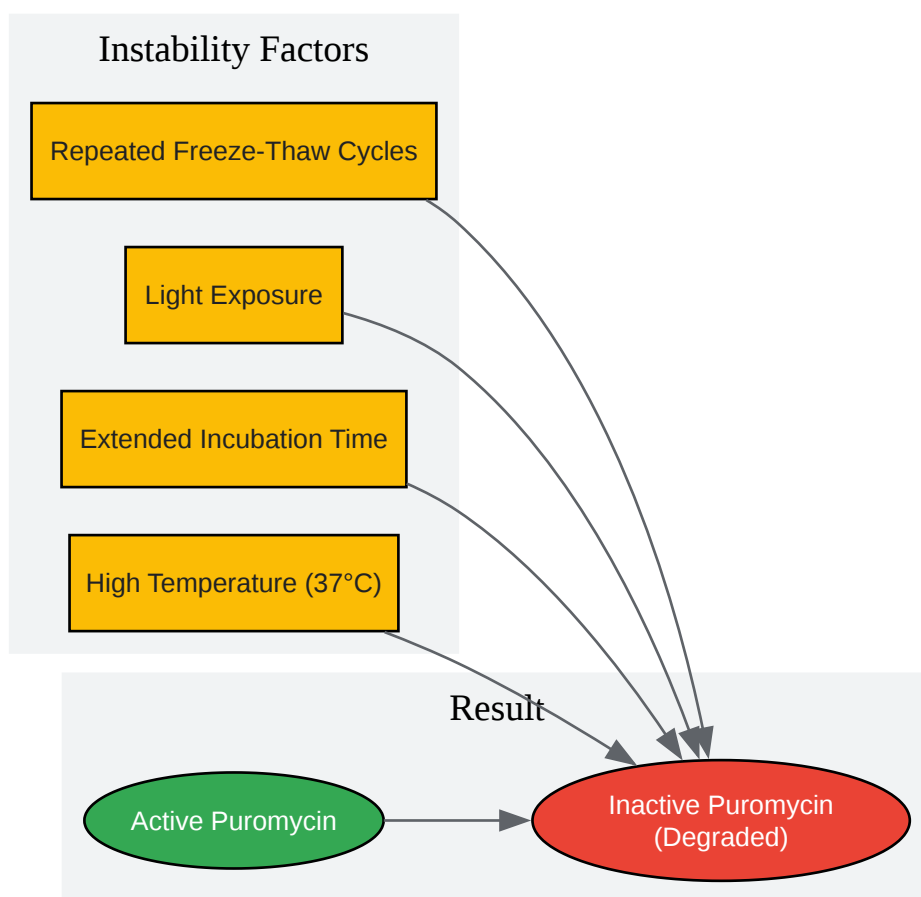 Instability Factors
Repeated Freeze-Thaw Cycles
Light Exposure
Extended Incubation Time
High Temperature (37°C)
Result
Active Puromycin
Inactive Puromycin
(Degraded)